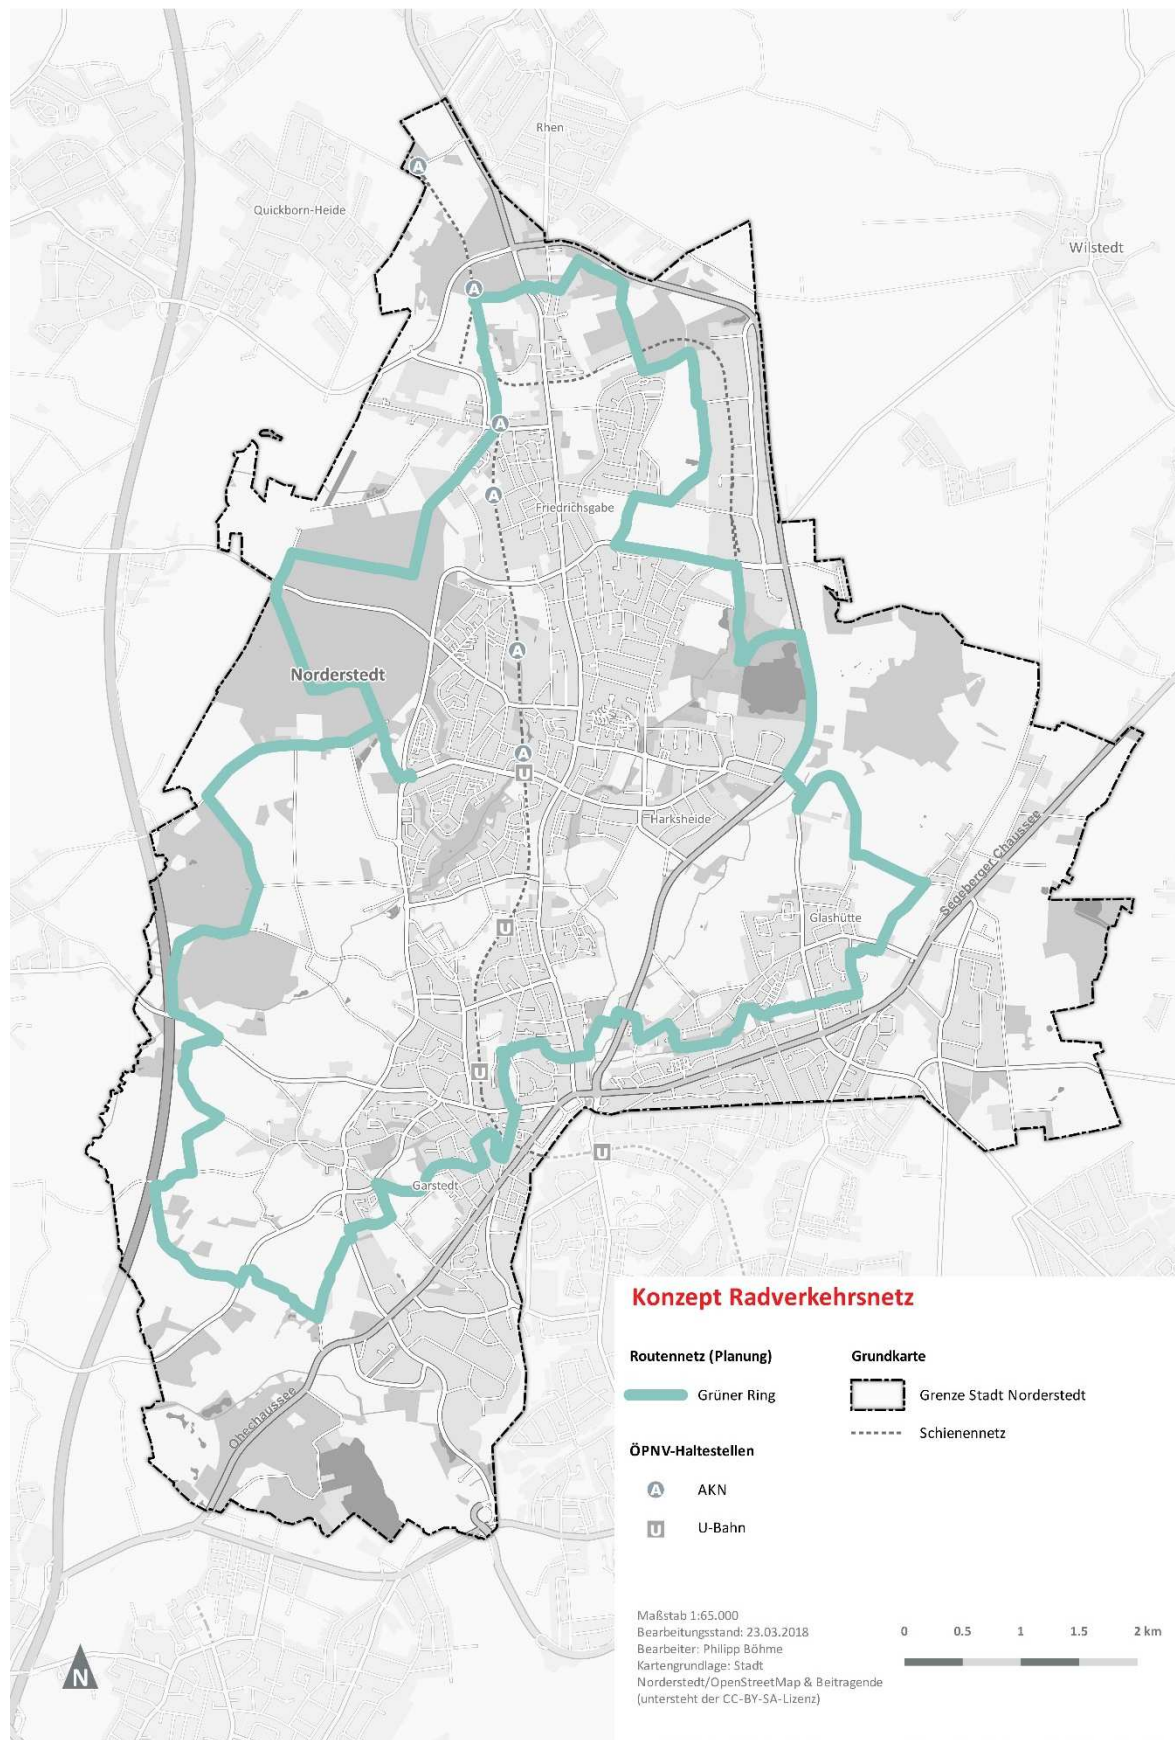 Rhen
A
Quickborn-Heide
Wilstedt
A
A
A
Friedrichsgabe
A
Norderstedt
A
U
Harksheide
Segeberger Chaussee
Glashütte
U
U
U
Garstedt
Ohechaussee
Konzept Radverkehrsnetz
Routennetz (Planung)
Grüner Ring
ÖPNV-Haltestellen
A AKN
U U-Bahn
Grundkarte
Grenze Stadt Norderstedt
Schienennetz
Maßstab 1:65.000
Bearbeitungsstand: 23.03.2018
Bearbeiter: Philipp Böhme
Kartengrundlage: Stadt
Norderstedt/OpenStreetMap & Beitragende
(untersteht der CC-BY-SA-Lizenz)
0 0.5 1 1.5 2 km
N